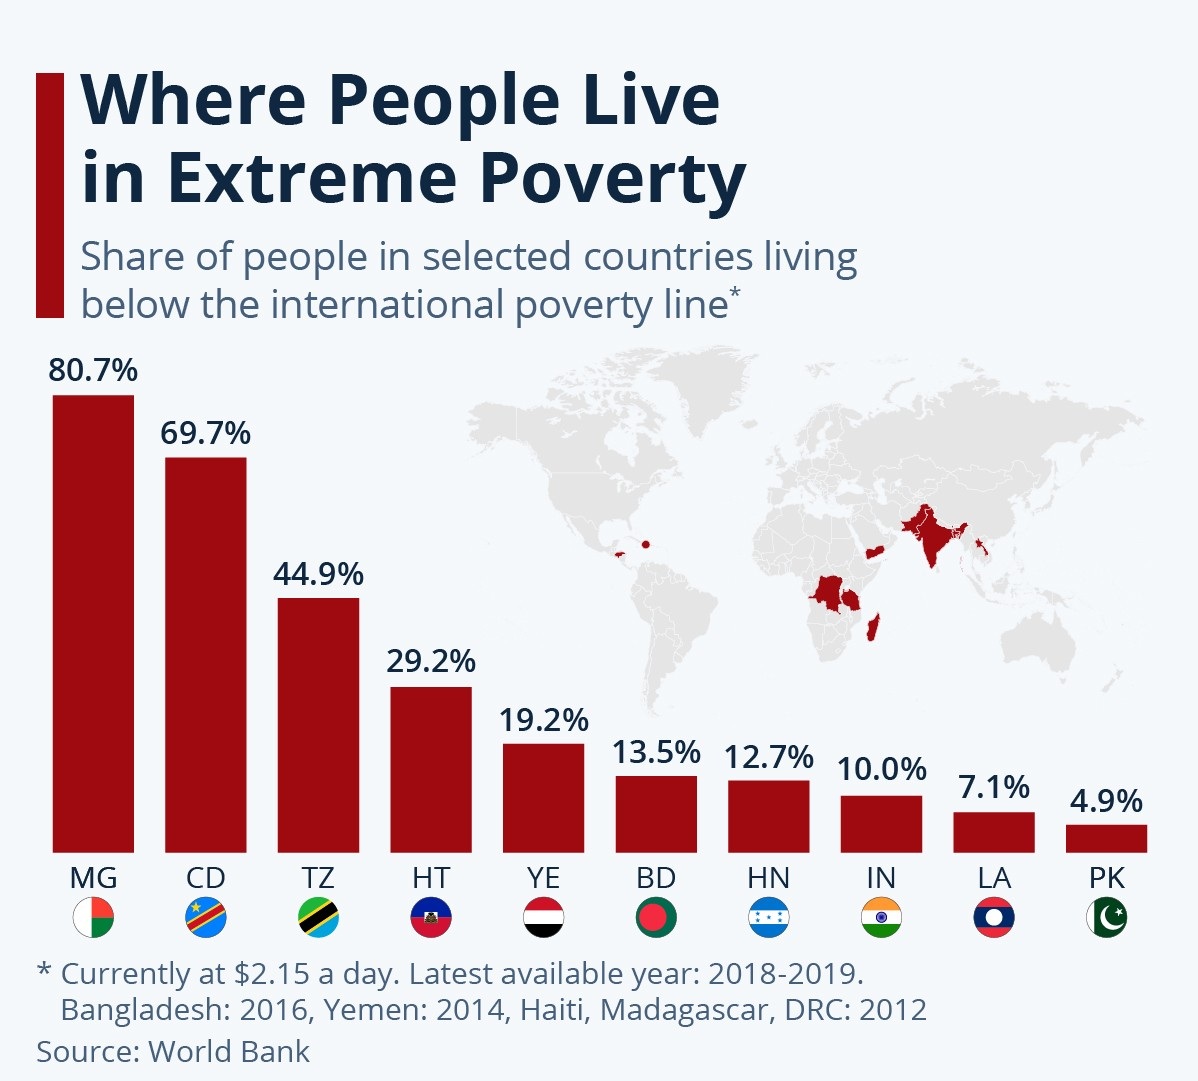 Where People Live
in Extreme Poverty
Share of people in selected countries living
below the international poverty line*
80.7%
69.7%
44.9%
29.2%
19.2%
13.5%
12.7%
10.0%
7.1%
4.9%
MG
CD
TZ
HT
YE
BD
HN
IN
LA
PK
* Currently at $2.15 a day. Latest available year: 2018-2019.
Bangladesh: 2016, Yemen: 2014, Haiti, Madagascar, DRC: 2012
Source: World Bank